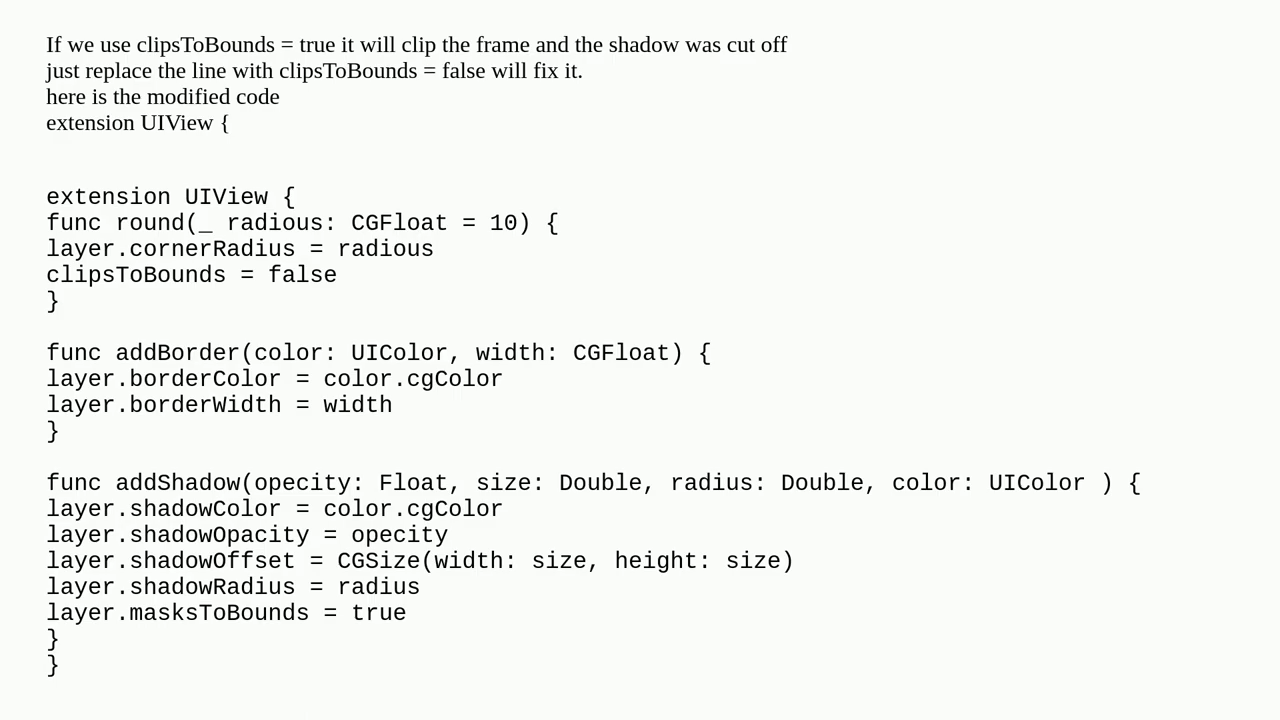 If we use clipsToBounds = true it will clip the frame and the shadow was cut off
just replace the line with clipsToBounds = false will fix it.
here is the modified code
extension UIView {
extension UIView {
func round(_ radious: CGFloat = 10) {
layer.cornerRadius = radious
clipsToBounds = false
}
func addBorder(color: UIColor, width: CGFloat) {
layer.borderColor = color.cgColor
layer.borderWidth = width
}
func addShadow(opecity: Float, size: Double, radius: Double, color: UIColor ) {
layer.shadowColor = color.cgColor
layer.shadowOpacity = opecity
layer.shadowOffset = CGSize(width: size, height: size)
layer.shadowRadius = radius
layer.masksToBounds = true
}
}